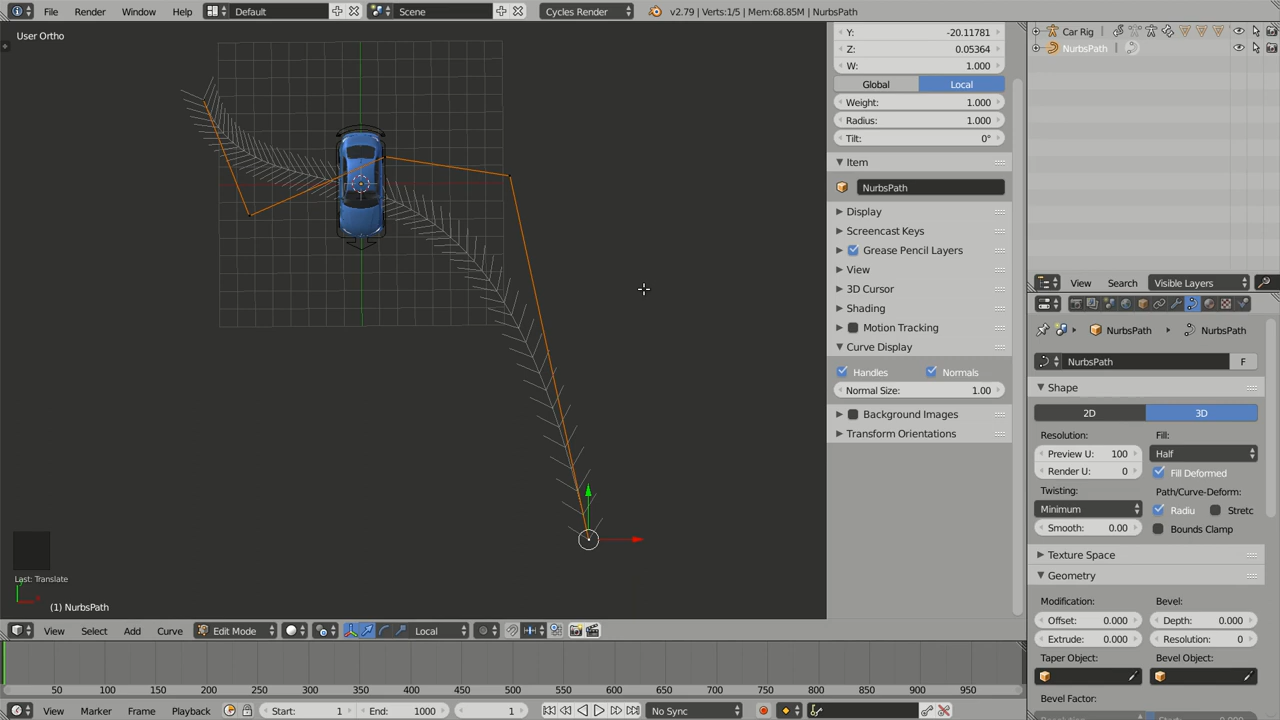 File Render Window Help Default Scene Cycles Render v2.79 | Verts:1/5 | Mem:68.85M | NurbsPath
User Ortho
Last: Translate
(1) NurbsPath
Y: -20.11781
Z: 0.05364
W: 1.000
Global Local
Weight: 1.000
Radius: 1.000
Tilt: 0°
Item
NurbsPath
Display
Screencast Keys
Grease Pencil Layers
View
3D Cursor
Shading
Motion Tracking
Curve Display
Handles Normals
Normal Size: 1.00
Background Images
Transform Orientations
Car Rig
NurbsPath
View Search Visible Layers
NurbsPath NurbsPath
NurbsPath F
Shape
2D 3D
Resolution: Fill:
Preview U: 100 Half
Render U: 0 Fill Deformed
Twisting: Path/Curve-Deform:
Minimum Radiu Stretc
Smooth: 0.00 Bounds Clamp
Texture Space
Geometry
Modification: Bevel:
Offset: 0.000 Depth: 0.000
Extrude: 0.000 Resolution: 0
Taper Object: Bevel Object:
Bevel Factor:
View Select Add Curve Edit Mode Local
50 100 150 200 250 300 350 400 450 500 550 600 650 700 750 800 850 900 950
View Marker Frame Playback Start: 1 End: 1000 1 No Sync